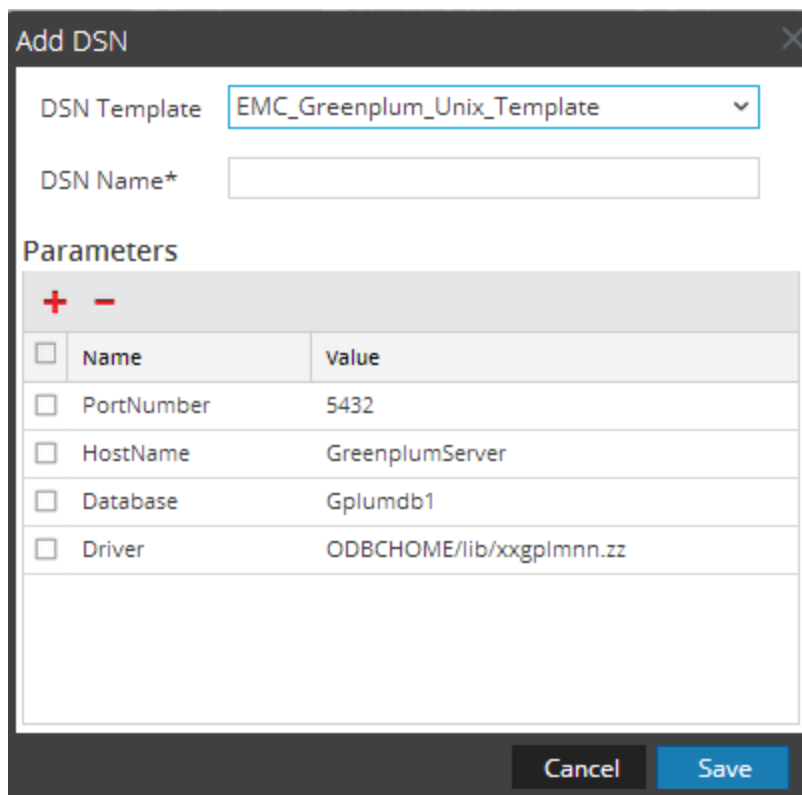 Add DSN
DSN Template EMC_Greenplum_Unix_Template
DSN Name*
Parameters
Name Value
PortNumber 5432
HostName GreenplumServer
Database Gplumdb1
Driver ODBCHOME/lib/xxgplmnn.zz
Cancel Save